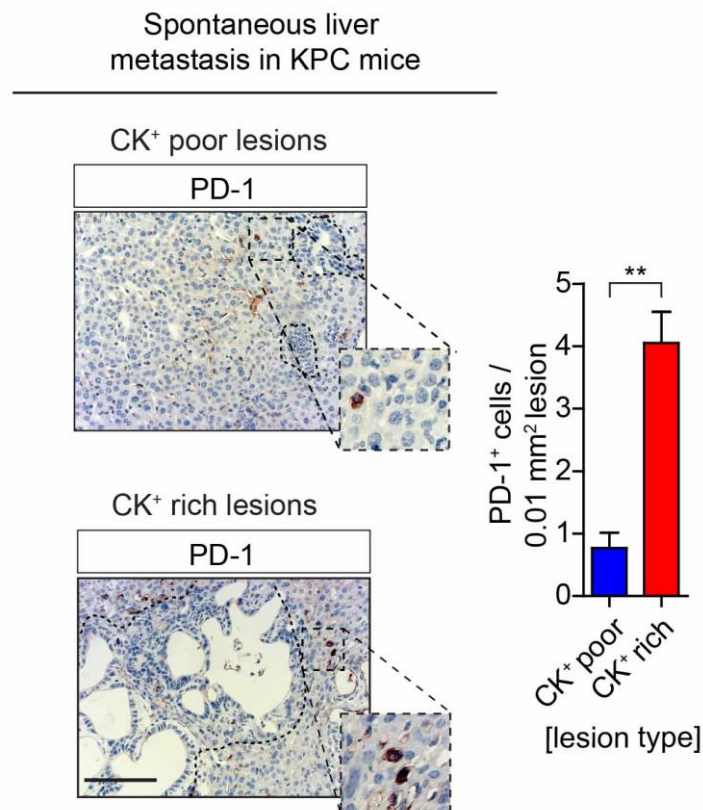 Spontaneous liver
metastasis in KPC mice
CK⁺ poor lesions
PD-1
CK⁺ rich lesions
PD-1
PD-1⁺ cells /
0.01 mm² lesion
5
4
3
2
1
0
**
CK⁺ poor
CK⁺ rich
[lesion type]